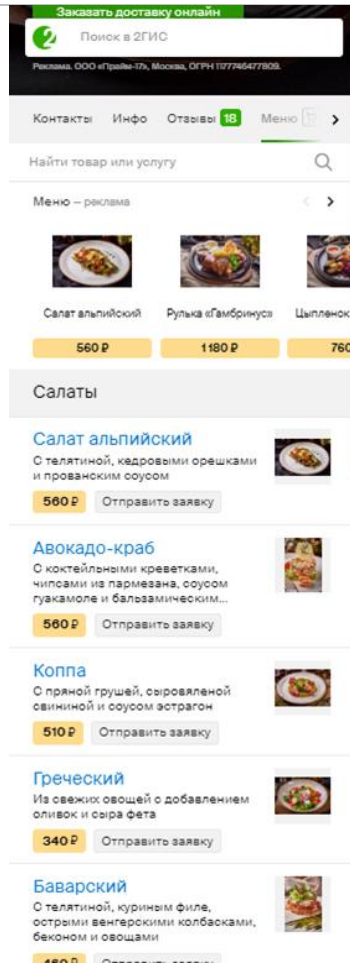 Заказать доставку онлайн
Поиск в 2ГИС
Реклама. ООО «Прайм-17», Москва, ОГРН 1177746477809.
Контакты Инфо Отзывы 18 Меню
Найти товар или услугу
Меню – реклама
Салат альпийский Рулька «Гамбринус» Цыпленок
560 ₽ 1180 ₽ 760
Салаты
Салат альпийский
С телятиной, кедровыми орешками
и прованским соусом
560 ₽ Отправить заявку
Авокадо-краб
С коктейльными креветками,
чипсами из пармезана, соусом
гуакамоле и бальзамическим...
560 ₽ Отправить заявку
Коппа
С пряной грушей, сыровяленой
свининой и соусом эстрагон
510 ₽ Отправить заявку
Греческий
Из свежих овощей с добавлением
оливок и сыра фета
340 ₽ Отправить заявку
Баварский
С телятиной, куриным филе,
острыми венгерскими колбасками,
беконом и овощами
460 ₽ Отправить заявку